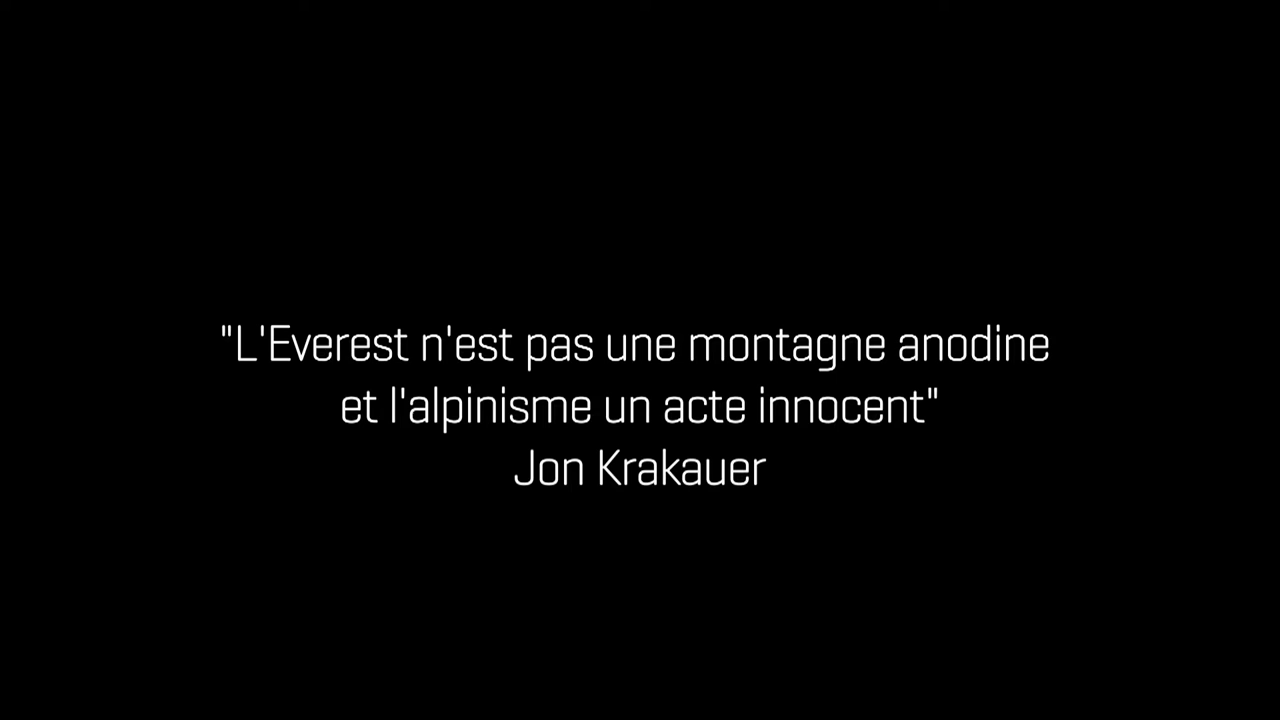 "L'Everest n'est pas une montagne anodine
et l'alpinisme un acte innocent"
Jon Krakauer